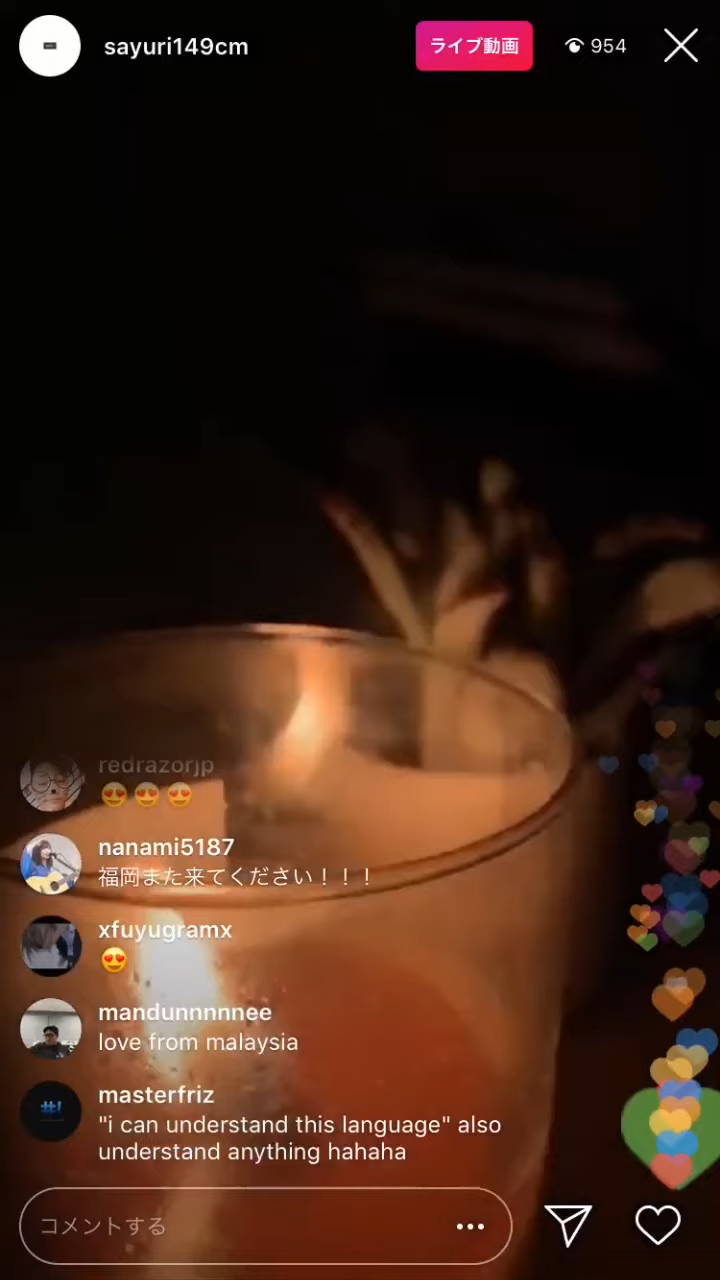 sayuri149cm
ライブ動画
954
redrazorjp
😍😍😍
nanami5187
福岡また来てください！！！
xfuyugramx
😍
mandunnnnnee
love from malaysia
#!
masterfriz
"i can understand this language" also
understand anything hahaha
コメントする